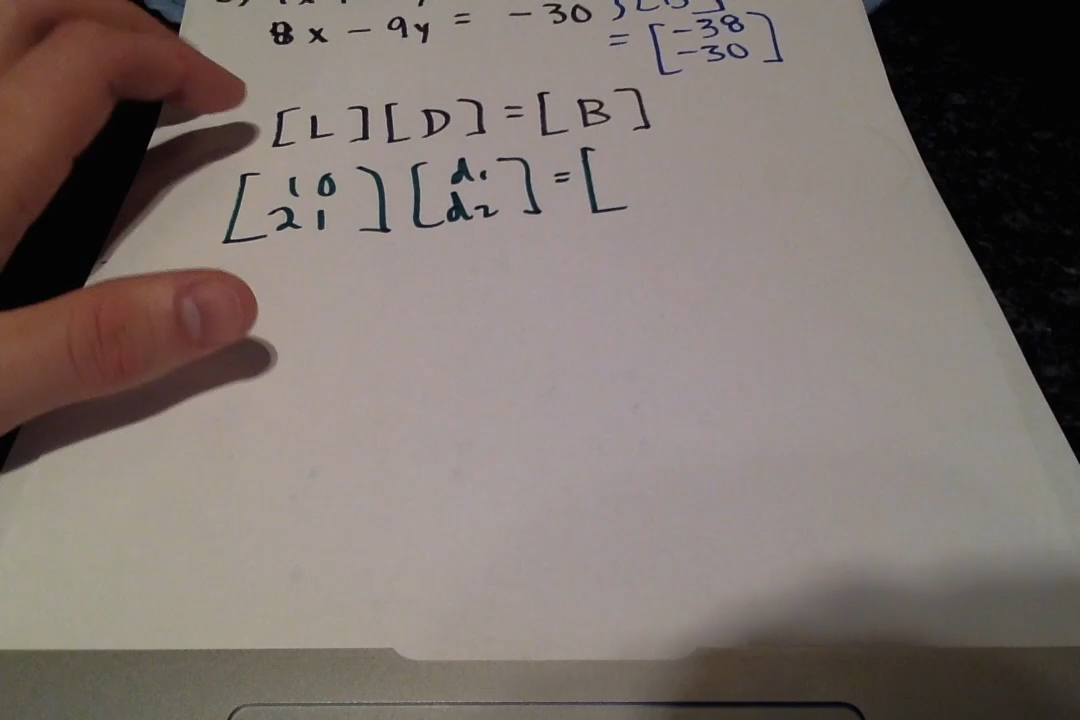 8x - 9y = -30
= [-38
-30]
[L][D] = [B]
[1 0
2 1] [d1
d2] = [